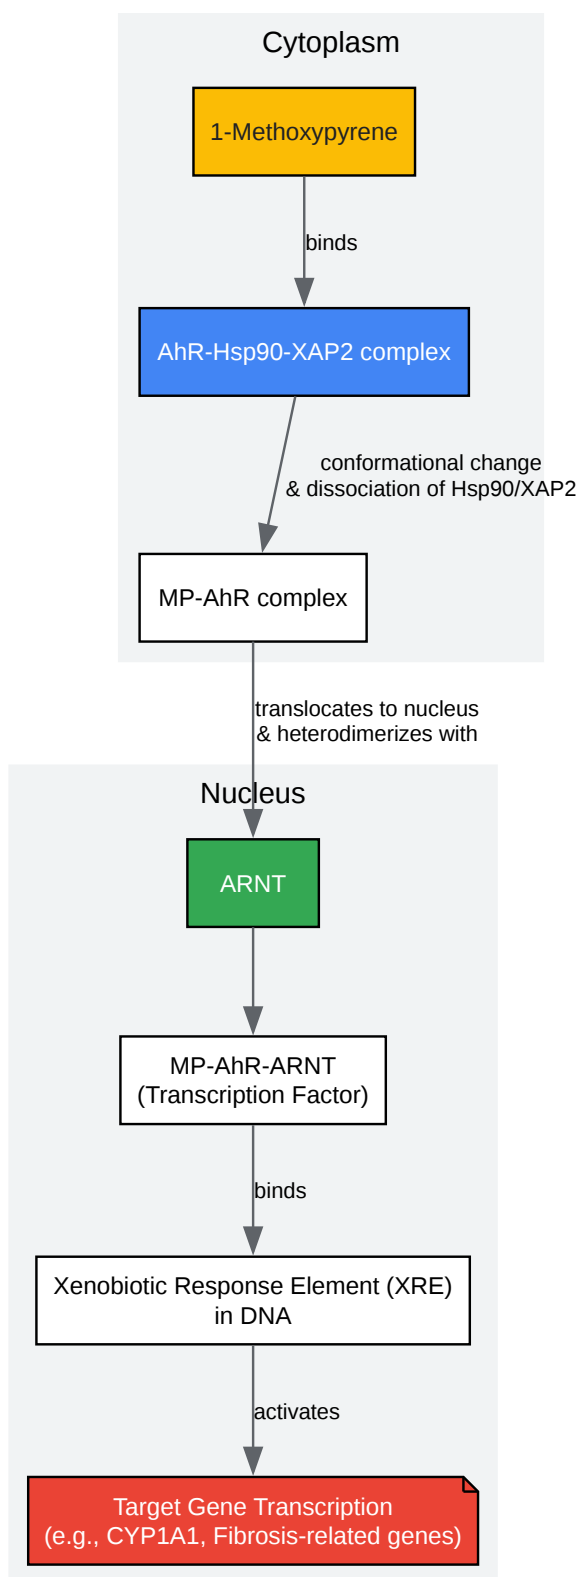 Cytoplasm
1-Methoxypyrene
binds
AhR-Hsp90-XAP2 complex
conformational change
& dissociation of Hsp90/XAP2
MP-AhR complex
translocates to nucleus
& heterodimerizes with
Nucleus
ARNT
MP-AhR-ARNT
(Transcription Factor)
binds
Xenobiotic Response Element (XRE)
in DNA
activates
Target Gene Transcription
(e.g., CYP1A1, Fibrosis-related genes)